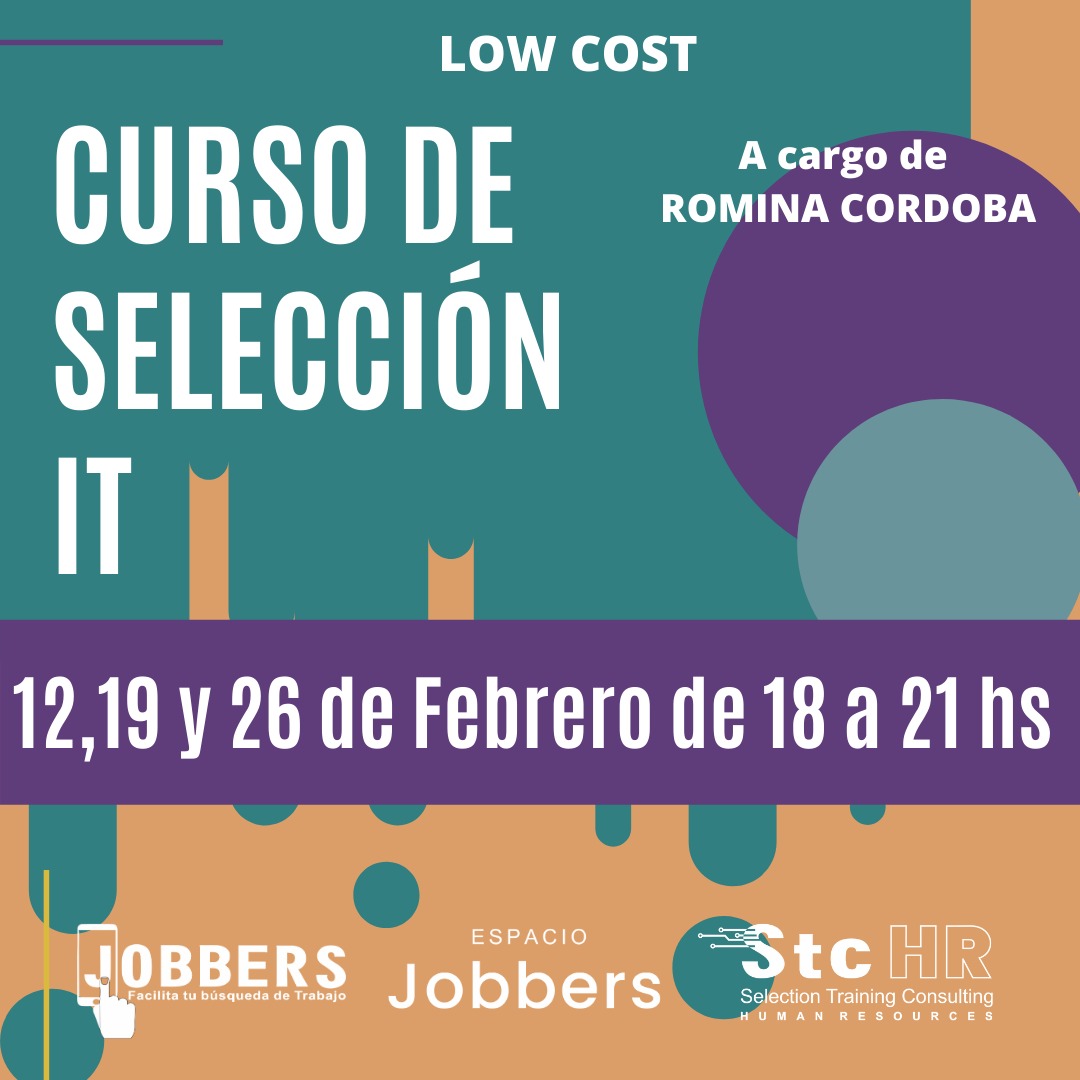 LOW COST
CURSO DE
SELECCIÓN
IT
A cargo de
ROMINA CORDOBA
12,19 y 26 de Febrero de 18 a 21 hs
JOBBERS
Facilita tu búsqueda de Trabajo
ESPACIO
Jobbers
Stc HR
Selection Training Consulting
HUMAN RESOURCES